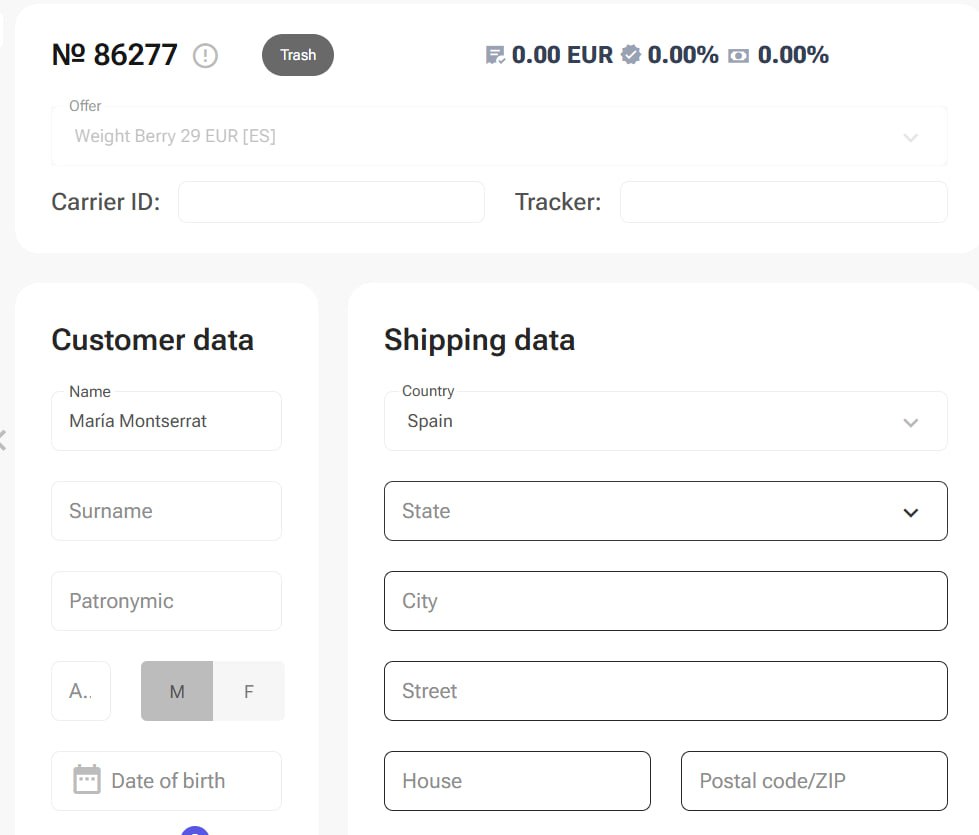 № 86277 Trash 0.00 EUR 0.00% 0.00%
Offer
Weight Berry 29 EUR [ES]
Carrier ID: Tracker:
Customer data
Name
María Montserrat
Surname
Patronymic
A..
M F
Date of birth
Shipping data
Country
Spain
State
City
Street
House Postal code/ZIP